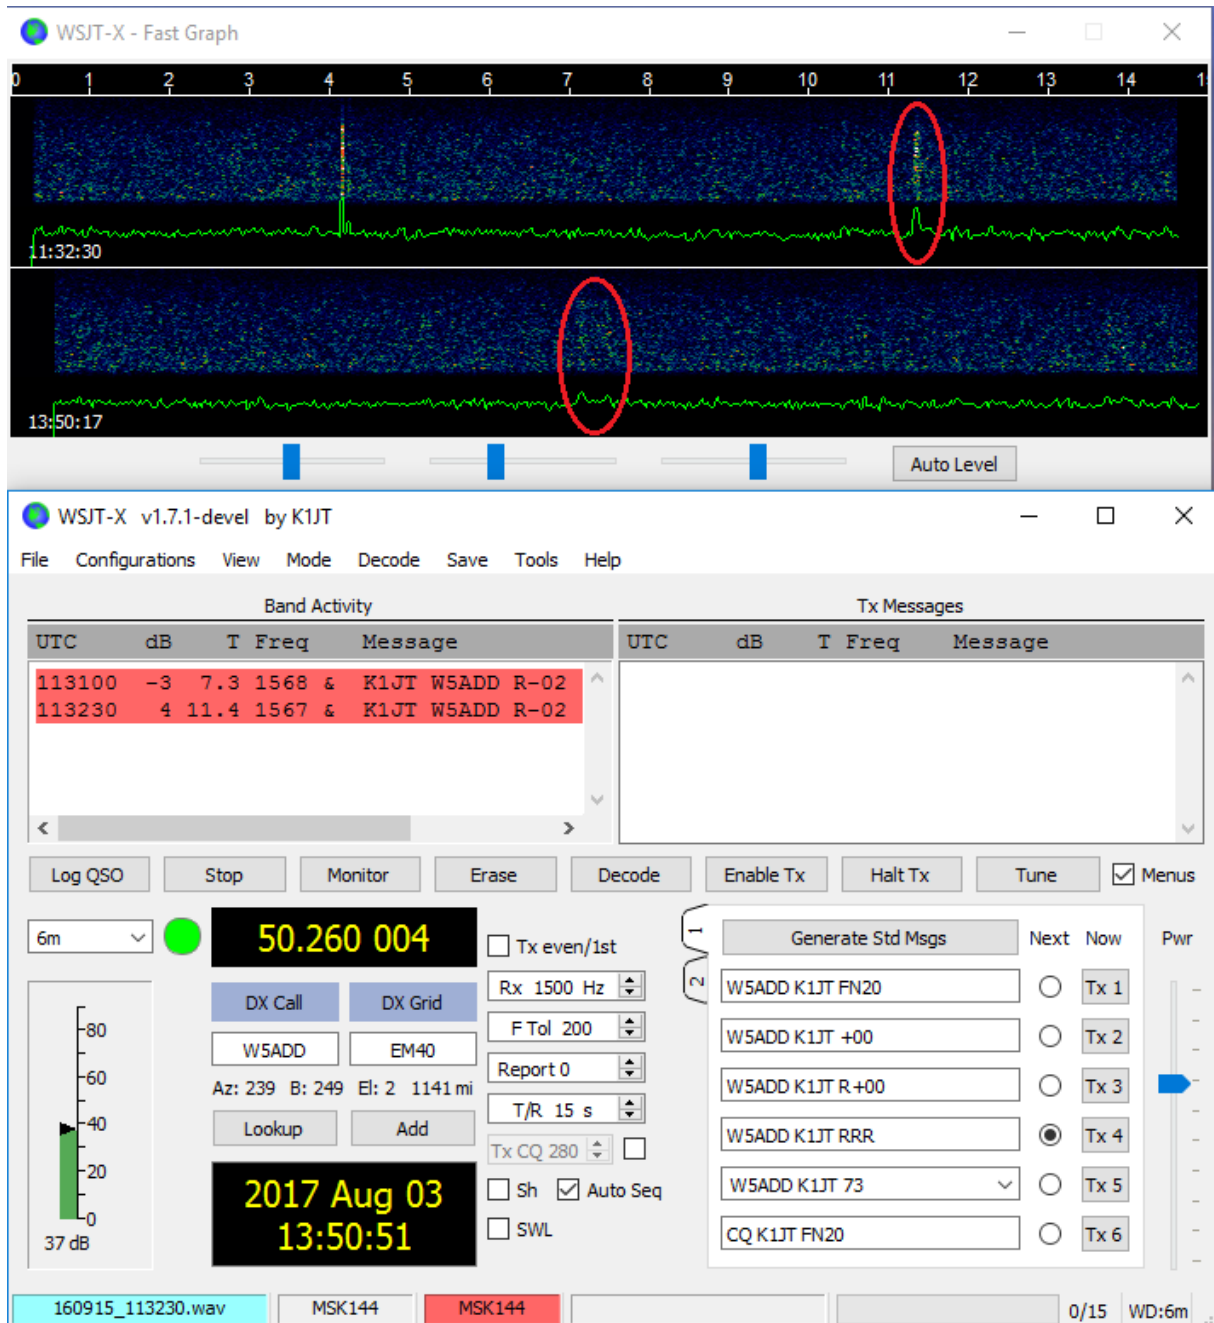 WSJT-X - Fast Graph
0 1 2 3 4 5 6 7 8 9 10 11 12 13 14 1
11:32:30
13:50:17
Auto Level
WSJT-X v1.7.1-devel by K1JT
File Configurations View Mode Decode Save Tools Help
Band Activity
Tx Messages
UTC dB T Freq Message
UTC dB T Freq Message
113100 -3 7.3 1568 & K1JT W5ADD R-02
113230 4 11.4 1567 & K1JT W5ADD R-02
Log QSO Stop Monitor Erase Decode Enable Tx Halt Tx Tune Menus
6m
50.260 004
Tx even/1st
Rx 1500 Hz
F Tol 200
Report 0
T/R 15 s
Tx CQ 280
Sh Auto Seq
SWL
DX Call DX Grid
W5ADD EM40
Az: 239 B: 249 El: 2 1141 mi
Lookup Add
2017 Aug 03
13:50:51
-80
-60
-40
-20
-0
37 dB
1
2
Generate Std Msgs Next Now Pwr
W5ADD K1JT FN20 Tx 1
W5ADD K1JT +00 Tx 2
W5ADD K1JT R+00 Tx 3
W5ADD K1JT RRR Tx 4
W5ADD K1JT 73 Tx 5
CQ K1JT FN20 Tx 6
160915_113230.wav MSK144 MSK144 0/15 WD:6m